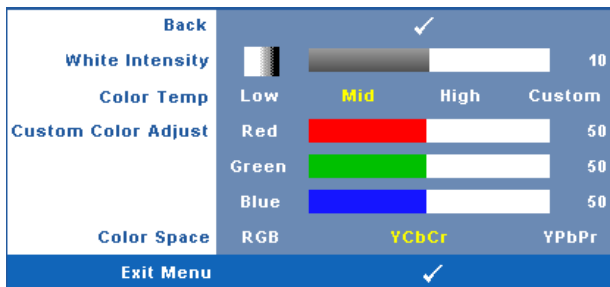 Back
White Intensity 10
Color Temp Low Mid High Custom
Custom Color Adjust Red 50
Green 50
Blue 50
Color Space RGB YCbCr YPbPr
Exit Menu